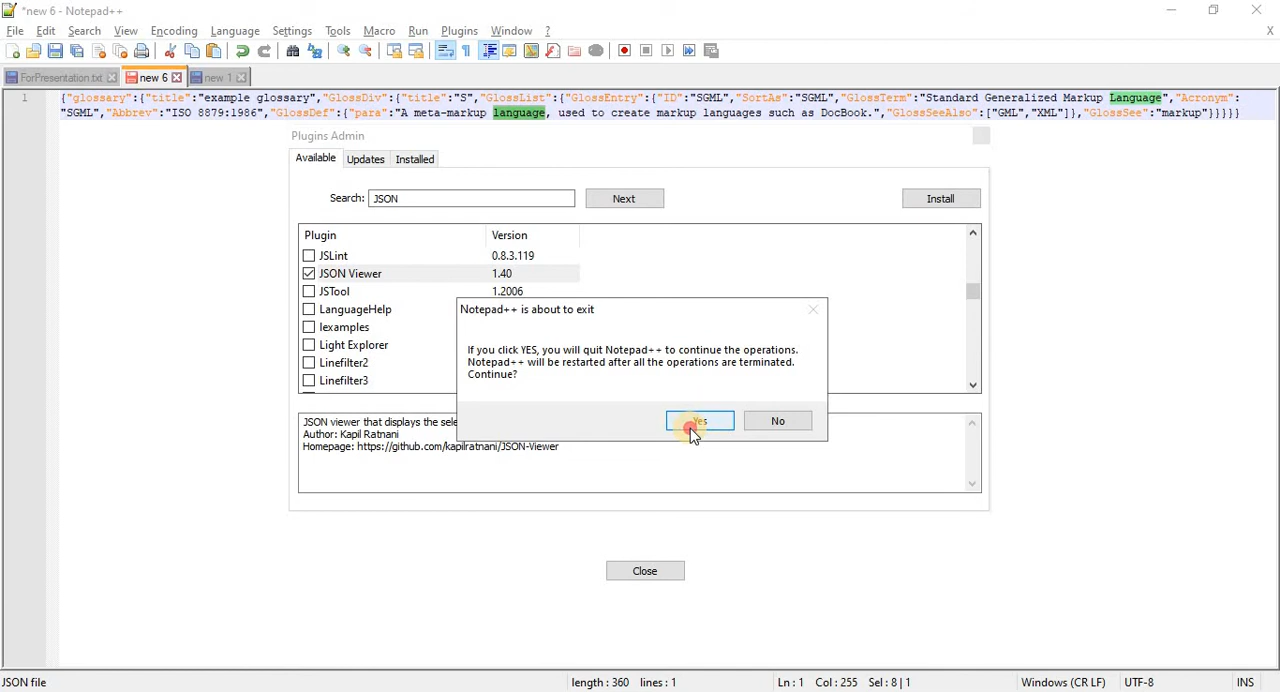 *new 6 - Notepad++
File Edit Search View Encoding Language Settings Tools Macro Run Plugins Window ? X
ForPresentation.txt new 6 new 1
1 {"glossary":{"title":"example glossary","GlossDiv":{"title":"S","GlossList":{"GlossEntry":{"ID":"SGML","SortAs":"SGML","GlossTerm":"Standard Generalized Markup Language","Acronym":
"SGML","Abbrev":"ISO 8879:1986","GlossDef":{"para":"A meta-markup language, used to create markup languages such as DocBook.","GlossSeeAlso":["GML","XML"]},"GlossSee":"markup"}}}}}
Plugins Admin
Available Updates Installed
Search: JSON Next Install
Plugin Version
JSLint 0.8.3.119
JSON Viewer 1.40
JSTool 1.2006
LanguageHelp
lexamples
Light Explorer
Linefilter2
Linefilter3
Notepad++ is about to exit
If you click YES, you will quit Notepad++ to continue the operations.
Notepad++ will be restarted after all the operations are terminated.
Continue?
Yes No
JSON viewer that displays the sele
Author: Kapil Ratnani
Homepage: https://github.com/kapilratnani/JSON-Viewer
Close
JSON file length : 360 lines : 1 Ln : 1 Col : 255 Sel : 8 | 1 Windows (CR LF) UTF-8 INS